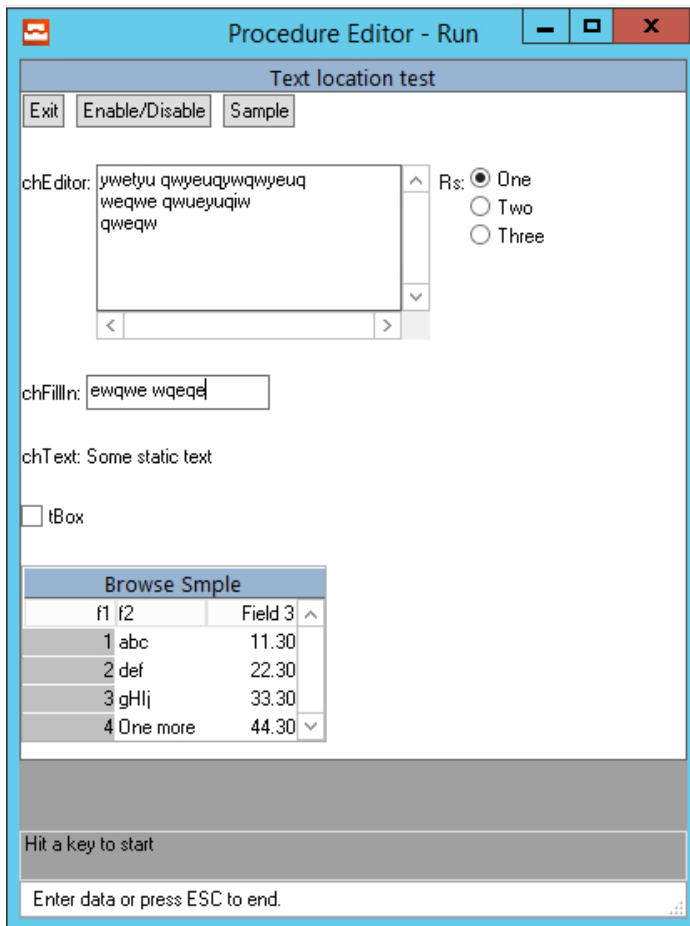 Procedure Editor - Run
Text location test
Exit Enable/Disable Sample
chEditor: ywetyu qwyeuqywqwyeuq
weqwe qwueyuqiw
qweqw
Rs: One
Two
Three
chFillIn: ewqwe wqeqe
chText: Some static text
tBox
Browse Smple
f1 f2 Field 3
1 abc 11.30
2 def 22.30
3 gHIj 33.30
4 One more 44.30
Hit a key to start
Enter data or press ESC to end.